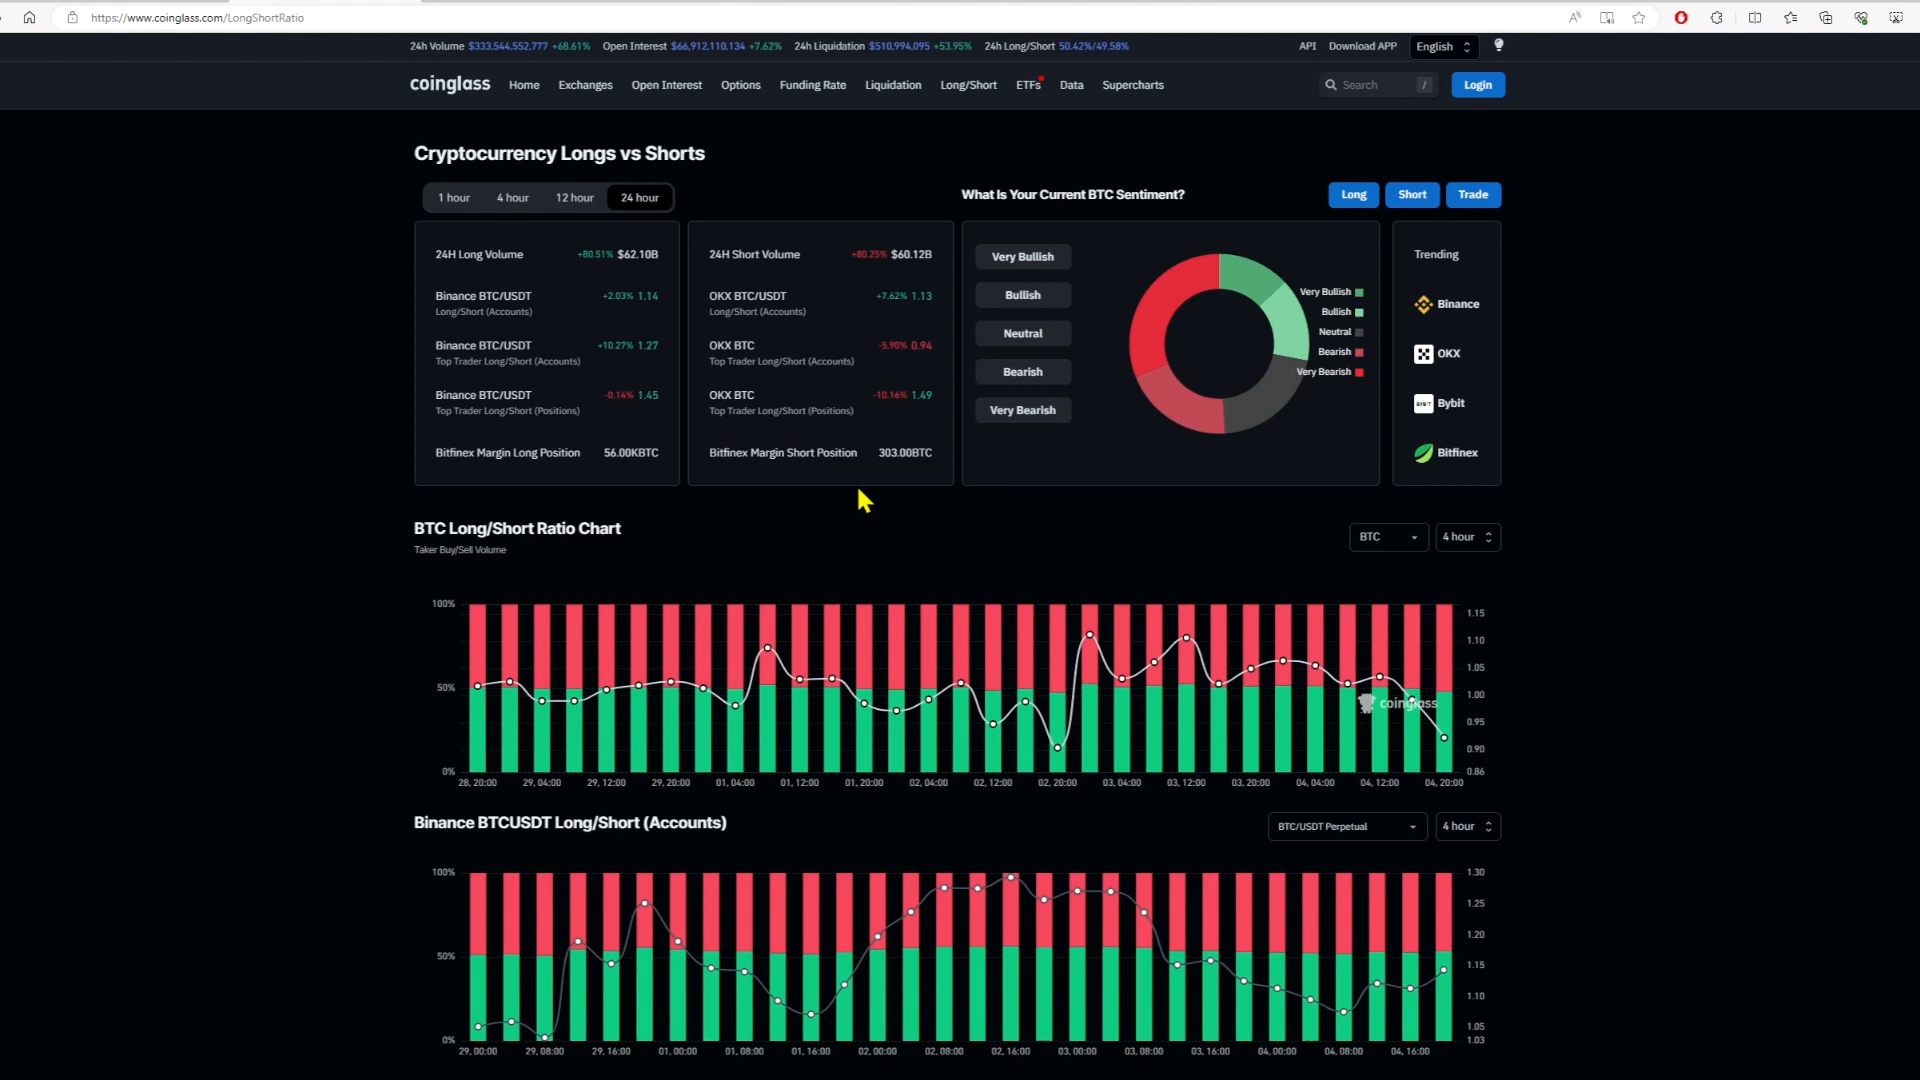 https://www.coinglass.com/LongShortRatio
24h Volume $333,544,552,777 +68.61% Open Interest $66,912,110,134 +7.62% 24h Liquidation $510,994,095 +53.95% 24h Long/Short 50.42%/49.58% API Download APP English
coinglass Home Exchanges Open Interest Options Funding Rate Liquidation Long/Short ETFs Data Supercharts Search / Login
Cryptocurrency Longs vs Shorts
1 hour 4 hour 12 hour 24 hour
What Is Your Current BTC Sentiment?
Long Short Trade
24H Long Volume +80.51% $62.10B
Binance BTC/USDT +2.03% 1.14
Long/Short (Accounts)
Binance BTC/USDT +10.27% 1.27
Top Trader Long/Short (Accounts)
Binance BTC/USDT -0.14% 1.45
Top Trader Long/Short (Positions)
Bitfinex Margin Long Position 56.00KBTC
24H Short Volume +80.25% $60.12B
OKX BTC/USDT +7.62% 1.13
Long/Short (Accounts)
OKX BTC -5.90% 0.94
Top Trader Long/Short (Accounts)
OKX BTC -10.16% 1.49
Top Trader Long/Short (Positions)
Bitfinex Margin Short Position 303.00BTC
Very Bullish
Bullish
Neutral
Bearish
Very Bearish
Very Bullish
Bullish
Neutral
Bearish
Very Bearish
Trending
Binance
OKX
BYBIT Bybit
Bitfinex
BTC Long/Short Ratio Chart
Taker Buy/Sell Volume
BTC 4 hour
100%
50%
0%
1.15
1.10
1.05
1.00
0.95
0.90
0.86
coinglass
28, 20:00 29, 04:00 29, 12:00 29, 20:00 01, 04:00 01, 12:00 01, 20:00 02, 04:00 02, 12:00 02, 20:00 03, 04:00 03, 12:00 03, 20:00 04, 04:00 04, 12:00 04, 20:00
Binance BTCUSDT Long/Short (Accounts)
BTC/USDT Perpetual 4 hour
100%
50%
0%
1.30
1.25
1.20
1.15
1.10
1.05
1.03
29, 00:00 29, 08:00 29, 16:00 01, 00:00 01, 08:00 01, 16:00 02, 00:00 02, 08:00 02, 16:00 03, 00:00 03, 08:00 03, 16:00 04, 00:00 04, 08:00 04, 16:00